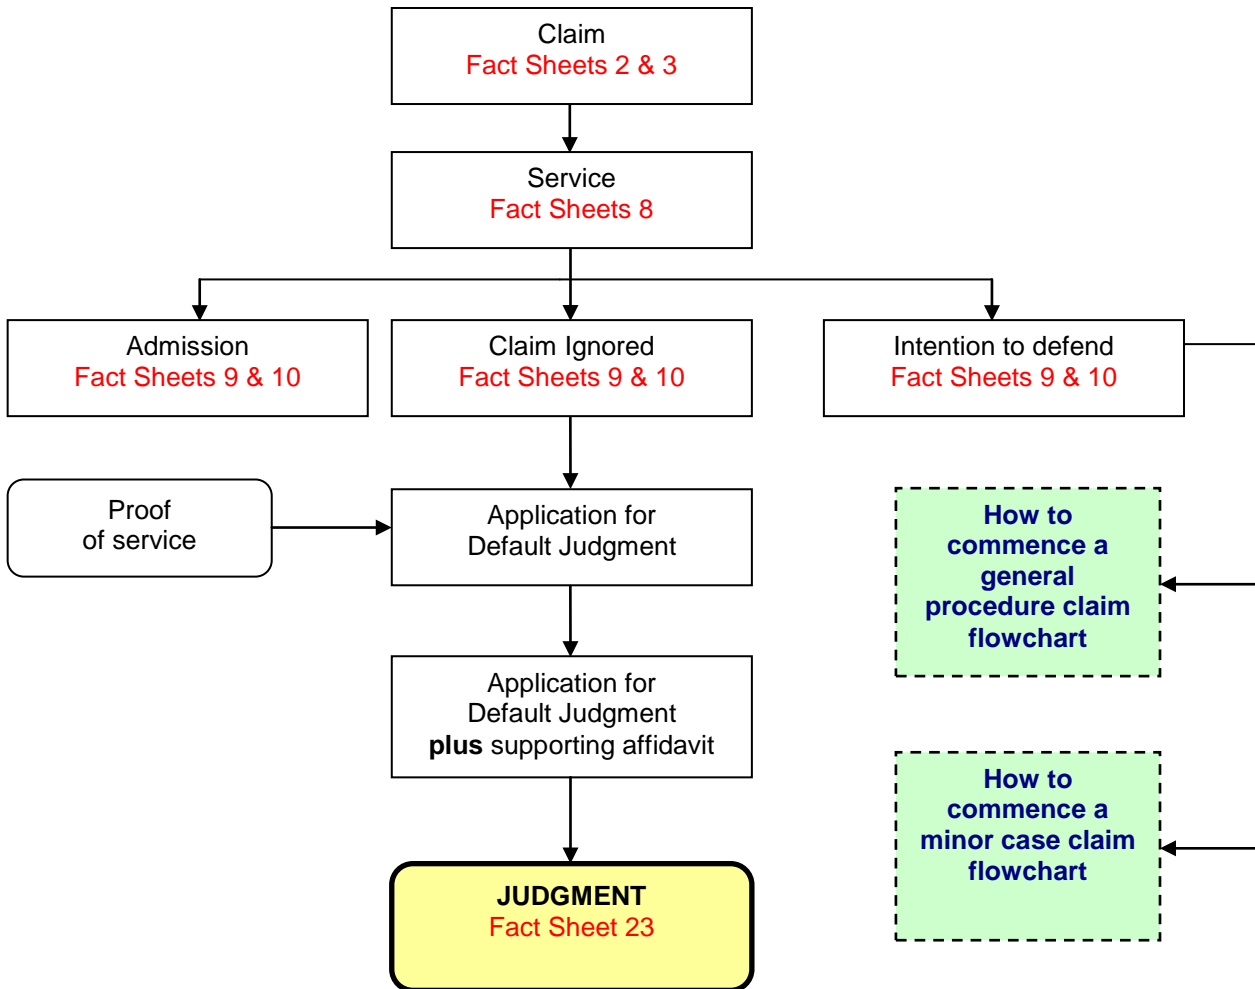 Claim
Fact Sheets 2 & 3
Service
Fact Sheets 8
Admission
Fact Sheets 9 & 10
Claim Ignored
Fact Sheets 9 & 10
Intention to defend
Fact Sheets 9 & 10
Proof
of service
Application for
Default Judgment
How to
commence a
general
procedure claim
flowchart
Application for
Default Judgment
plus supporting affidavit
How to
commence a
minor case claim
flowchart
JUDGMENT
Fact Sheet 23